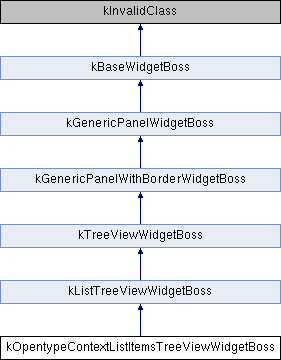 kInvalidClass
kBaseWidgetBoss
kGenericPanelWidgetBoss
kGenericPanelWithBorderWidgetBoss
kTreeViewWidgetBoss
kListTreeViewWidgetBoss
kOpentypeContextListItemsTreeViewWidgetBoss